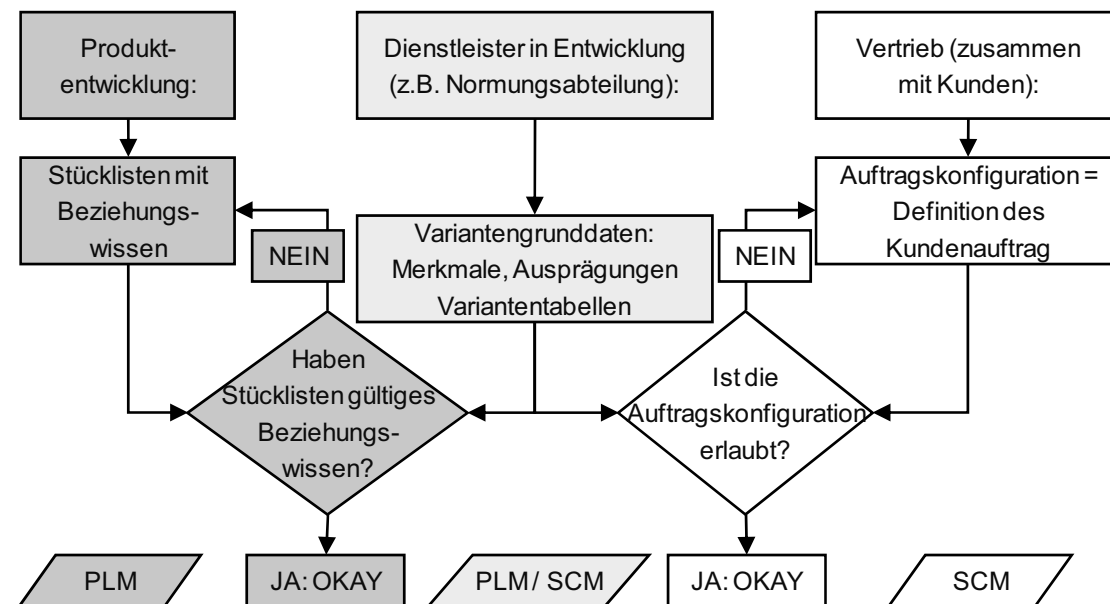 Produkt-
entwicklung:
Dienstleister in Entwicklung
(z.B. Normungsabteilung):
Vertrieb (zusammen
mit Kunden):
Stücklisten mit
Beziehungs-
wissen
NEIN
Variantengrunddaten:
Merkmale, Ausprägungen
Variantentabellen
NEIN
Auftragskonfiguration =
Definition des
Kundenauftrag
Haben
Stücklisten gültiges
Beziehungs-
wissen?
Ist die
Auftragskonfiguration
erlaubt?
PLM
JA: OKAY
PLM / SCM
JA: OKAY
SCM